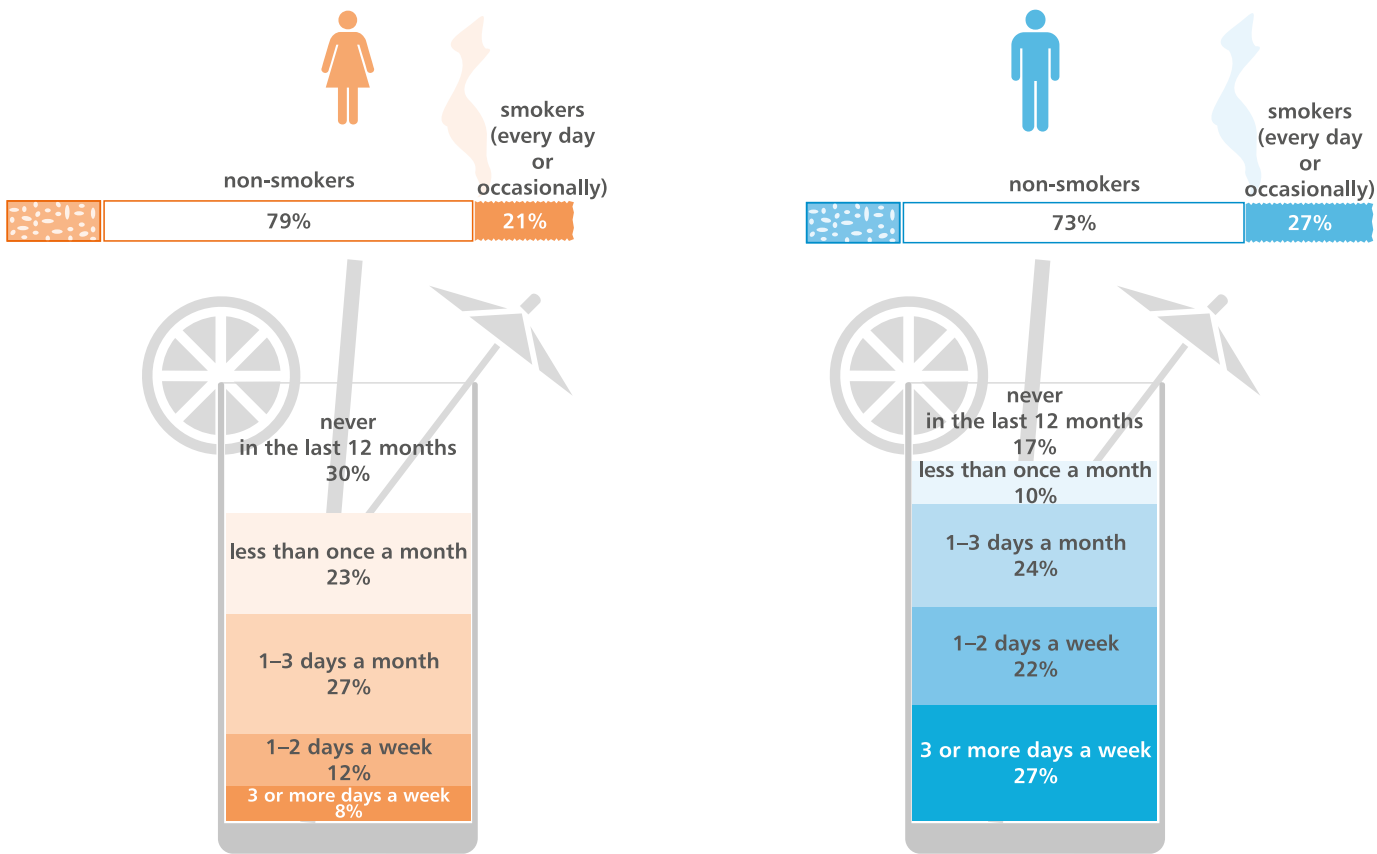 smokers
(every day
or
occasionally)
non-smokers
79%
21%
never
in the last 12 months
30%
less than once a month
23%
1–3 days a month
27%
1–2 days a week
12%
3 or more days a week
8%
smokers
(every day
or
occasionally)
non-smokers
73%
27%
never
in the last 12 months
17%
less than once a month
10%
1–3 days a month
24%
1–2 days a week
22%
3 or more days a week
27%